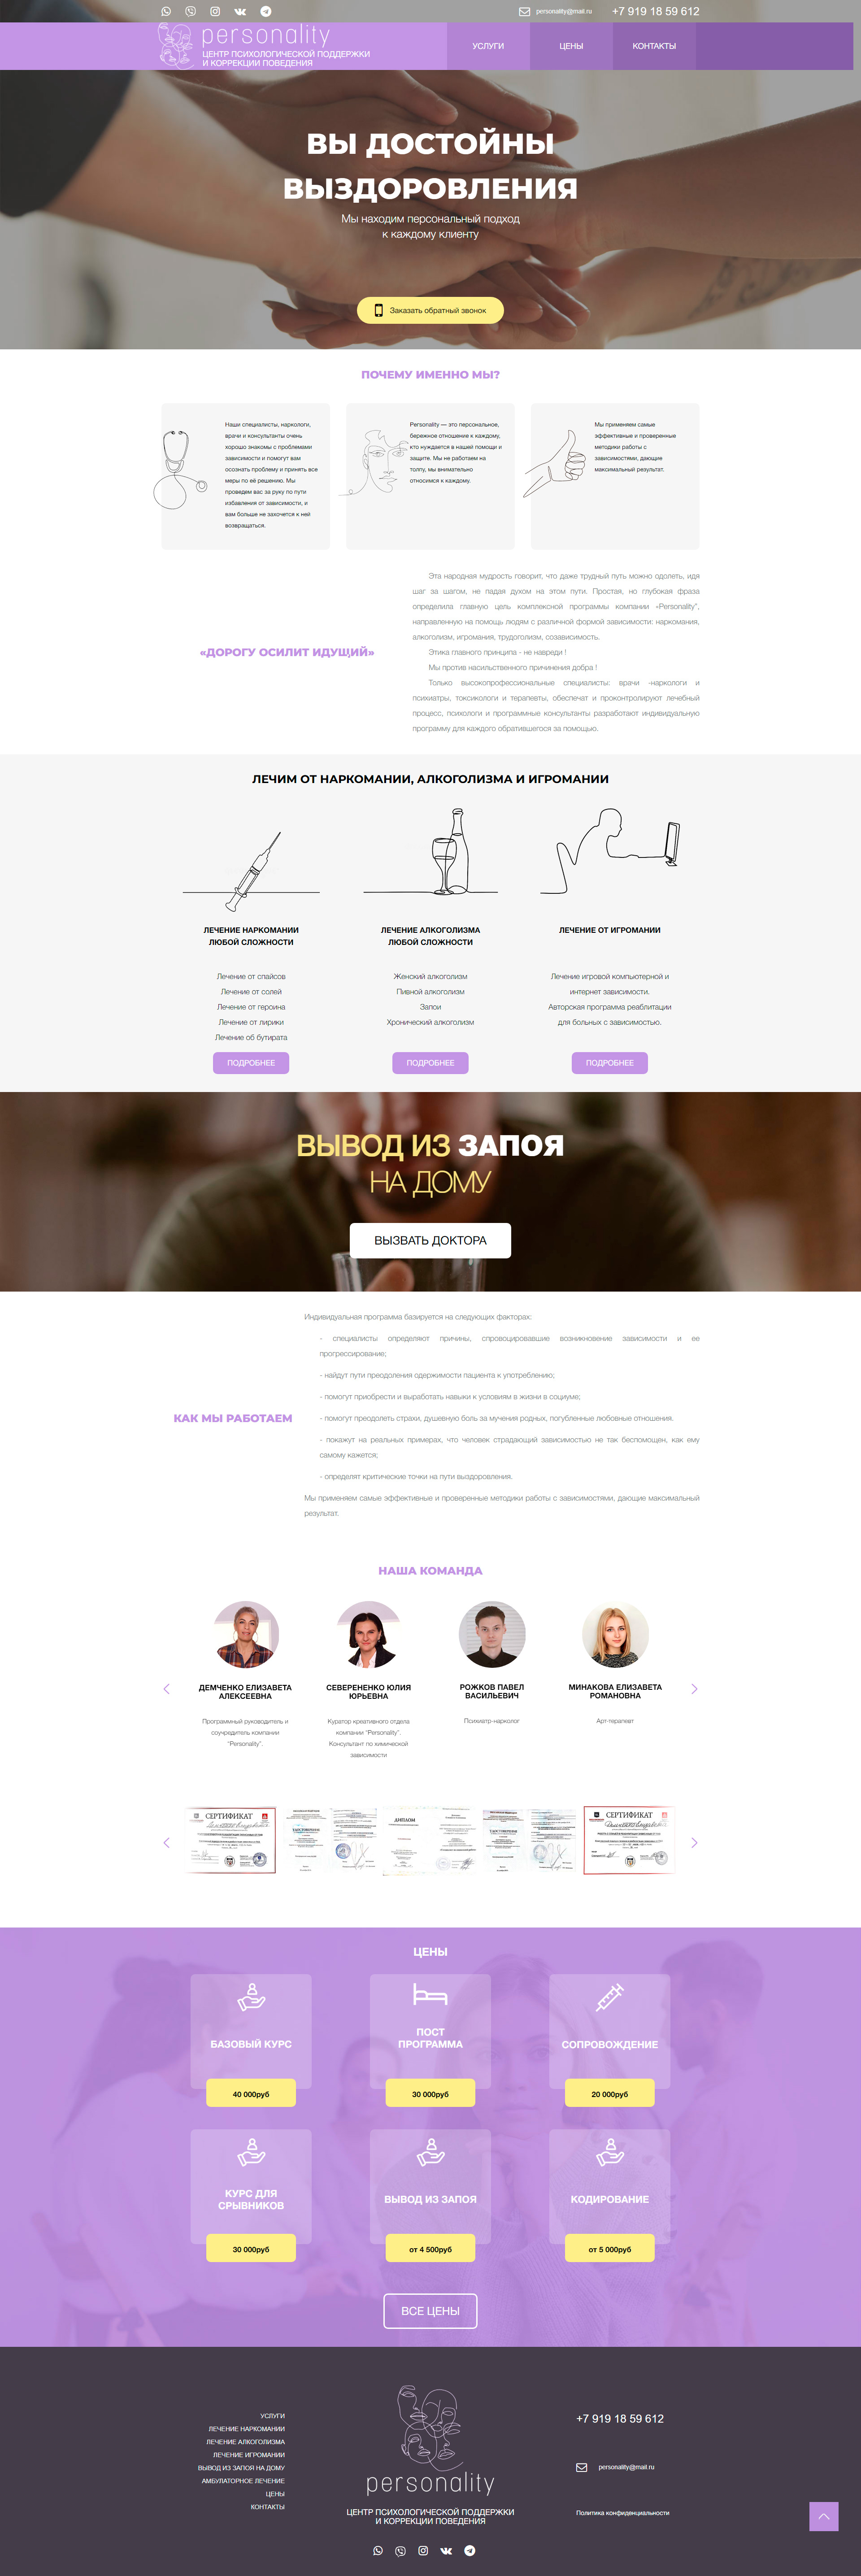 personality@mail.ru
+7 919 18 59 612
personality
ЦЕНТР ПСИХОЛОГИЧЕСКОЙ ПОДДЕРЖКИ
И КОРРЕКЦИИ ПОВЕДЕНИЯ
УСЛУГИ
ЦЕНЫ
КОНТАКТЫ
ВЫ ДОСТОЙНЫ
ВЫЗДОРОВЛЕНИЯ
Мы находим персональный подход
к каждому клиенту
Заказать обратный звонок
ПОЧЕМУ ИМЕННО МЫ?
Наши специалисты, наркологи,
врачи и консультанты очень
хорошо знакомы с проблемами
зависимости и помогут вам
осознать проблему и принять все
меры по её решению. Мы
проведем вас за руку по пути
избавления от зависимости, и
вам больше не захочется к ней
возвращаться.
Personality — это персональное,
бережное отношение к каждому,
кто нуждается в нашей помощи и
защите. Мы не работаем на
толпу, мы внимательно
относимся к каждому.
Мы применяем самые
эффективные и проверенные
методики работы с
зависимостями, дающие
максимальный результат.
«ДОРОГУ ОСИЛИТ ИДУЩИЙ»
Эта народная мудрость говорит, что даже трудный путь можно одолеть, идя
шаг за шагом, не падая духом на этом пути. Простая, но глубокая фраза
определила главную цель комплексной программы компании «Personality",
направленную на помощь людям с различной формой зависимости: наркомания,
алкоголизм, игромания, трудоголизм, созависимость.
Этика главного принципа - не навреди !
Мы против насильственного причинения добра !
Только высокопрофессиональные специалисты: врачи -наркологи и
психиатры, токсикологи и терапевты, обеспечат и проконтролируют лечебный
процесс, психологи и программные консультанты разработают индивидуальную
программу для каждого обратившегося за помощью.
ЛЕЧИМ ОТ НАРКОМАНИИ, АЛКОГОЛИЗМА И ИГРОМАНИИ
ЛЕЧЕНИЕ НАРКОМАНИИ
ЛЮБОЙ СЛОЖНОСТИ
Лечение от спайсов
Лечение от солей
Лечение от героина
Лечение от лирики
Лечение об бутирата
ПОДРОБНЕЕ
ЛЕЧЕНИЕ АЛКОГОЛИЗМА
ЛЮБОЙ СЛОЖНОСТИ
Женский алкоголизм
Пивной алкоголизм
Запои
Хронический алкоголизм
ПОДРОБНЕЕ
ЛЕЧЕНИЕ ОТ ИГРОМАНИИ
Лечение игровой компьютерной и
интернет зависимости.
Авторская программа реаблитации
для больных с зависимостью.
ПОДРОБНЕЕ
ВЫВОД ИЗ ЗАПОЯ
НА ДОМУ
ВЫЗВАТЬ ДОКТОРА
КАК МЫ РАБОТАЕМ
Индивидуальная программа базируется на следующих факторах:
- специалисты определяют причины, спровоцировавшие возникновение зависимости и ее
прогрессирование;
- найдут пути преодоления одержимости пациента к употреблению;
- помогут приобрести и выработать навыки к условиям в жизни в социуме;
- помогут преодолеть страхи, душевную боль за мучения родных, погубленные любовные отношения.
- покажут на реальных примерах, что человек страдающий зависимостью не так беспомощен, как ему
самому кажется;
- определят критические точки на пути выздоровления.
Мы применяем самые эффективные и проверенные методики работы с зависимостями, дающие максимальный
результат.
НАША КОМАНДА
ДЕМЧЕНКО ЕЛИЗАВЕТА
АЛЕКСЕЕВНА
Программный руководитель и
соучредитель компании
"Personality".
СЕВЕРЕНЕНКО ЮЛИЯ
ЮРЬЕВНА
Куратор креативного отдела
компании "Personality".
Консультант по химической
зависимости
РОЖКОВ ПАВЕЛ
ВАСИЛЬЕВИЧ
Психиатр-нарколог
МИНАКОВА ЕЛИЗАВЕТА
РОМАНОВНА
Арт-терапевт
СЕРТИФИКАТ
УДОСТОВЕРЕНИЕ
ДИПЛОМ
УДОСТОВЕРЕНИЕ
СЕРТИФИКАТ
ЦЕНЫ
БАЗОВЫЙ КУРС
40 000руб
ПОСТ
ПРОГРАММА
30 000руб
СОПРОВОЖДЕНИЕ
20 000руб
КУРС ДЛЯ
СРЫВНИКОВ
30 000руб
ВЫВОД ИЗ ЗАПОЯ
от 4 500руб
КОДИРОВАНИЕ
от 5 000руб
ВСЕ ЦЕНЫ
УСЛУГИ
ЛЕЧЕНИЕ НАРКОМАНИИ
ЛЕЧЕНИЕ АЛКОГОЛИЗМА
ЛЕЧЕНИЕ ИГРОМАНИИ
ВЫВОД ИЗ ЗАПОЯ НА ДОМУ
АМБУЛАТОРНОЕ ЛЕЧЕНИЕ
ЦЕНЫ
КОНТАКТЫ
personality
ЦЕНТР ПСИХОЛОГИЧЕСКОЙ ПОДДЕРЖКИ
И КОРРЕКЦИИ ПОВЕДЕНИЯ
+7 919 18 59 612
personality@mail.ru
Политика конфиденциальности